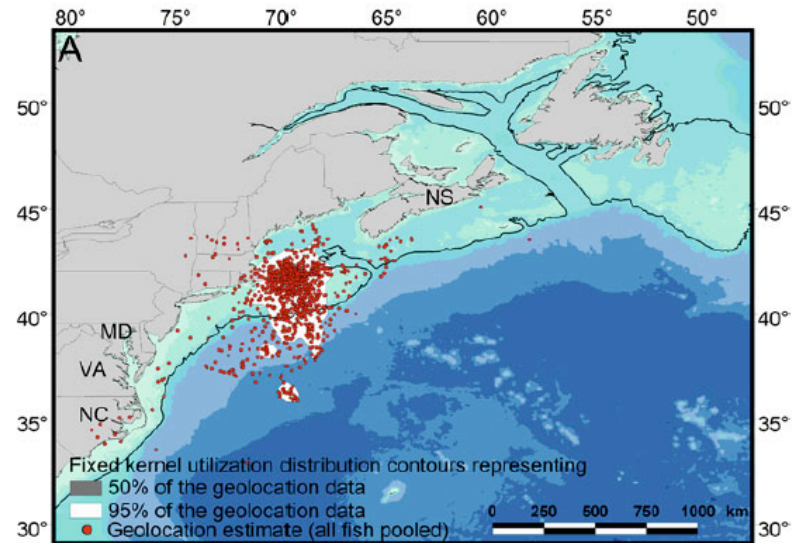 80° 75° 70° 65° 60° 55° 50°
A
50° 50°
NS
45° 45°
40° 40°
MD
VA
35° NC 35°
Fixed kernel utilization distribution contours representing
50% of the geolocation data
95% of the geolocation data
Geolocation estimate (all fish pooled)
0 250 500 750 1000 km
30° 30°